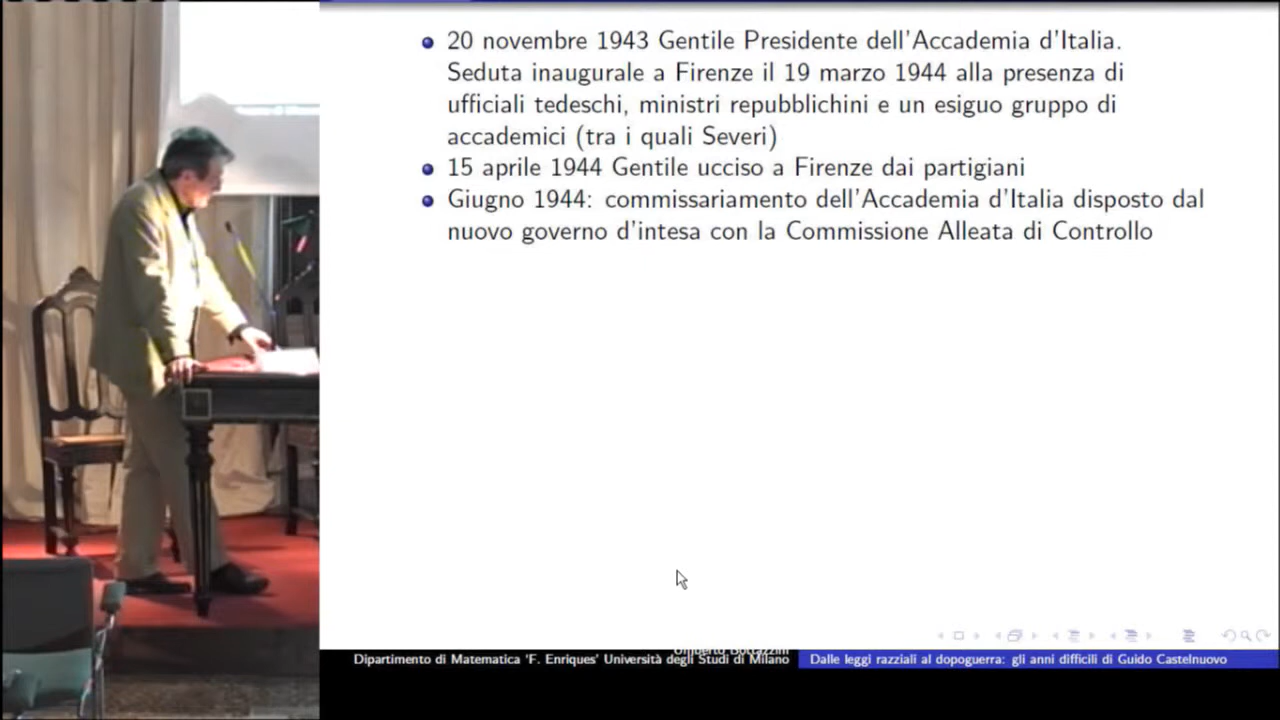 20 novembre 1943 Gentile Presidente dell'Accademia d'Italia.
Seduta inaugurale a Firenze il 19 marzo 1944 alla presenza di
ufficiali tedeschi, ministri repubblichini e un esiguo gruppo di
accademici (tra i quali Severi)
15 aprile 1944 Gentile ucciso a Firenze dai partigiani
Giugno 1944: commissariamento dell'Accademia d'Italia disposto dal
nuovo governo d'intesa con la Commissione Alleata di Controllo
Umberto Bottazzini
Dipartimento di Matematica 'F. Enriques' Università degli Studi di Milano
Dalle leggi razziali al dopoguerra: gli anni difficili di Guido Castelnuovo